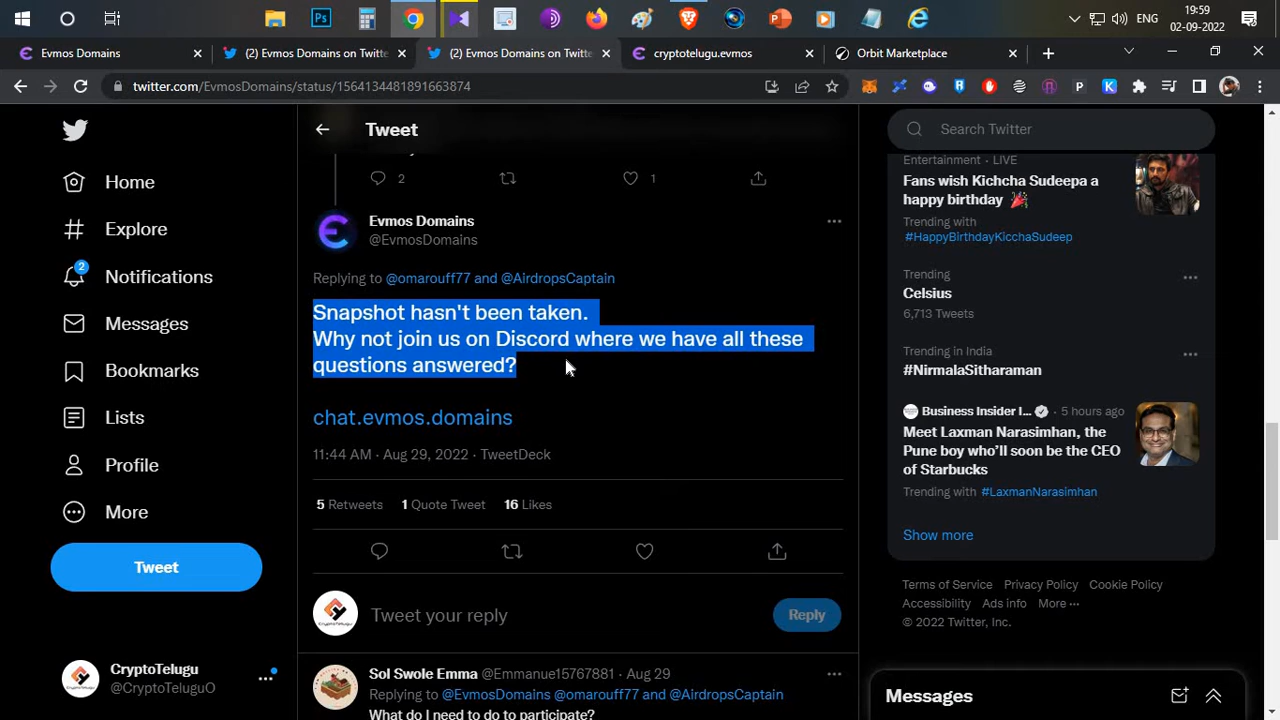 19:59
ENG
02-09-2022
Evmos Domains
(2) Evmos Domains on Twitte
(2) Evmos Domains on Twitte
cryptotelugu.evmos
Orbit Marketplace
twitter.com/EvmosDomains/status/1564134481891663874
Home
Explore
2
Notifications
Messages
Bookmarks
Lists
Profile
More
Tweet
CryptoTelugu
@CryptoTeluguO
Tweet
2
1
Evmos Domains
@EvmosDomains
Replying to @omarouff77 and @AirdropsCaptain
Snapshot hasn't been taken.
Why not join us on Discord where we have all these
questions answered?
chat.evmos.domains
11:44 AM · Aug 29, 2022 · TweetDeck
5 Retweets 1 Quote Tweet 16 Likes
Tweet your reply
Reply
Sol Swole Emma @Emmanue15767881 · Aug 29
Replying to @EvmosDomains @omarouff77 and @AirdropsCaptain
What do I need to do to participate?
Search Twitter
Entertainment · LIVE
Fans wish Kichcha Sudeepa a
happy birthday 🎉
Trending with
#HappyBirthdayKicchaSudeep
Trending
Celsius
6,713 Tweets
Trending in India
#NirmalaSitharaman
Business Insider I... · 5 hours ago
Meet Laxman Narasimhan, the
Pune boy who'll soon be the CEO
of Starbucks
Trending with #LaxmanNarasimhan
Show more
Terms of Service Privacy Policy Cookie Policy
Accessibility Ads info More ···
© 2022 Twitter, Inc.
Messages